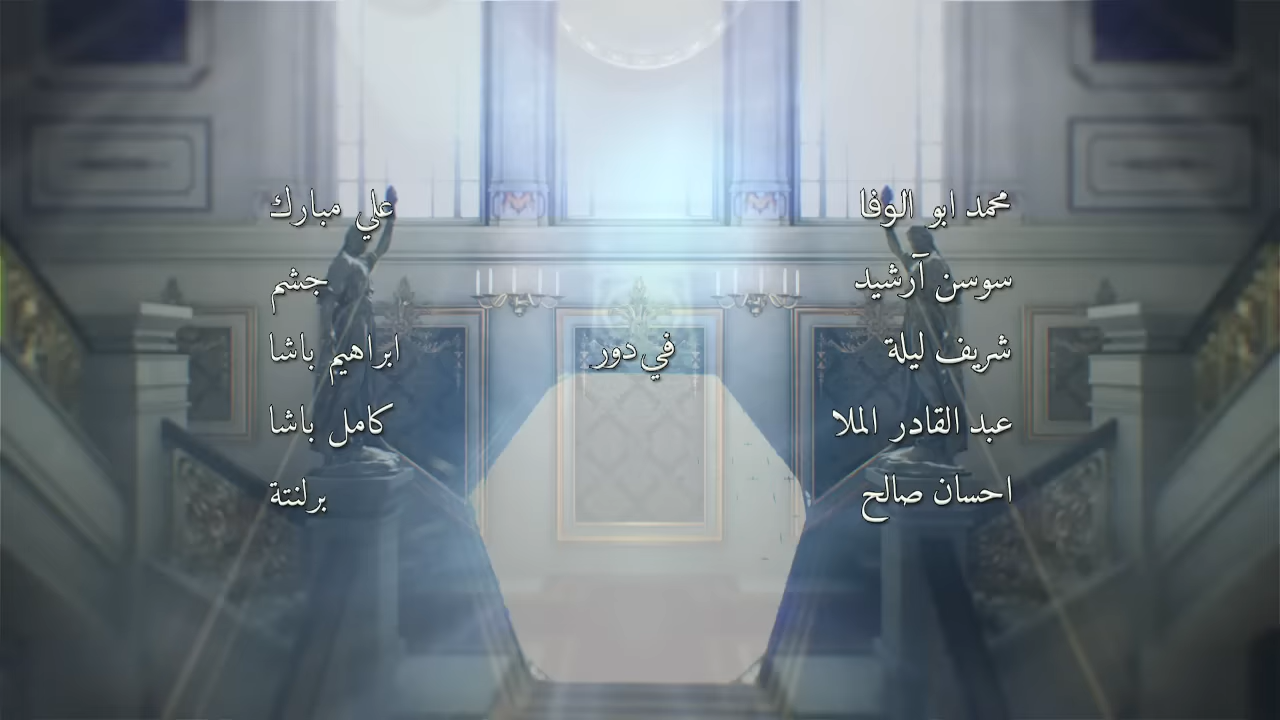 محمد ابو الوفا علي مبارك
سوسن آرشيد جشم
شريف ليلة في دور ابراهيم باشا
عبد القادر الملا كامل باشا
احسان صالح برلنتة